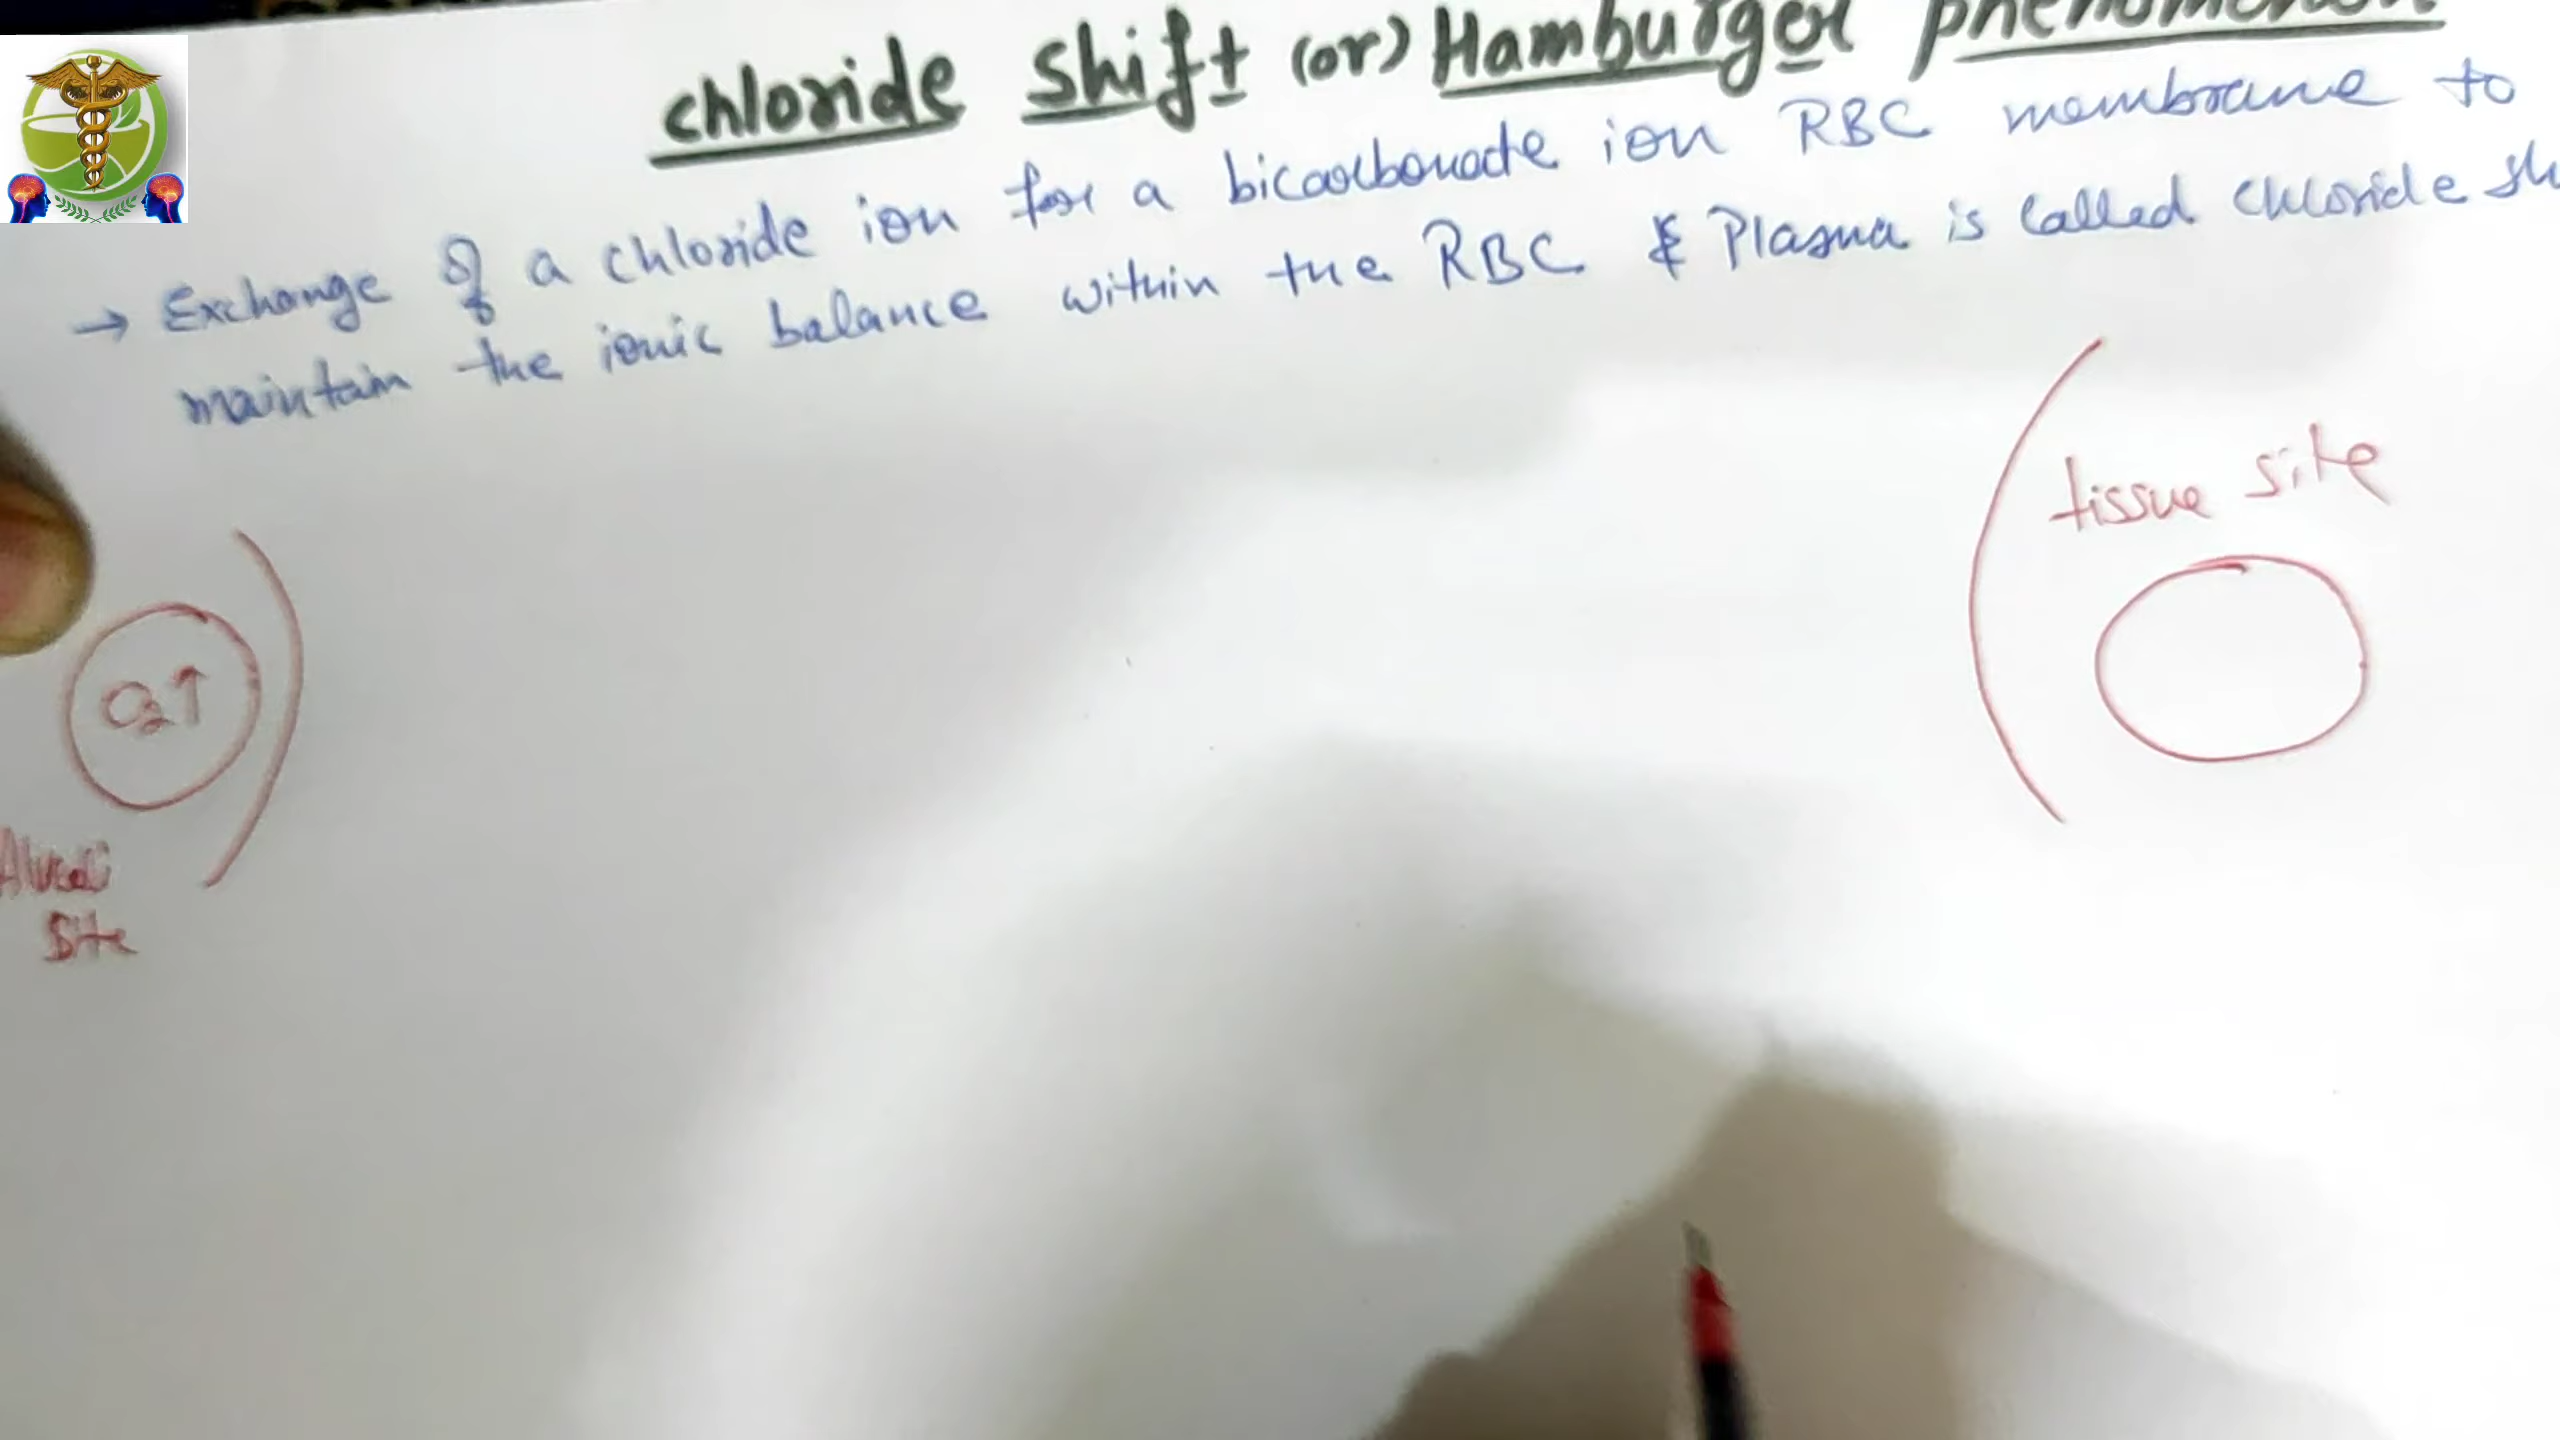 chloride shift (or) Hamburger phenomenon
→ Exchange of a chloride ion for a bicarbonate ion RBC membrane to
maintain the ionic balance within the RBC & Plasma is called chloride sh
tissue site
O2↑
Alveoli
Site